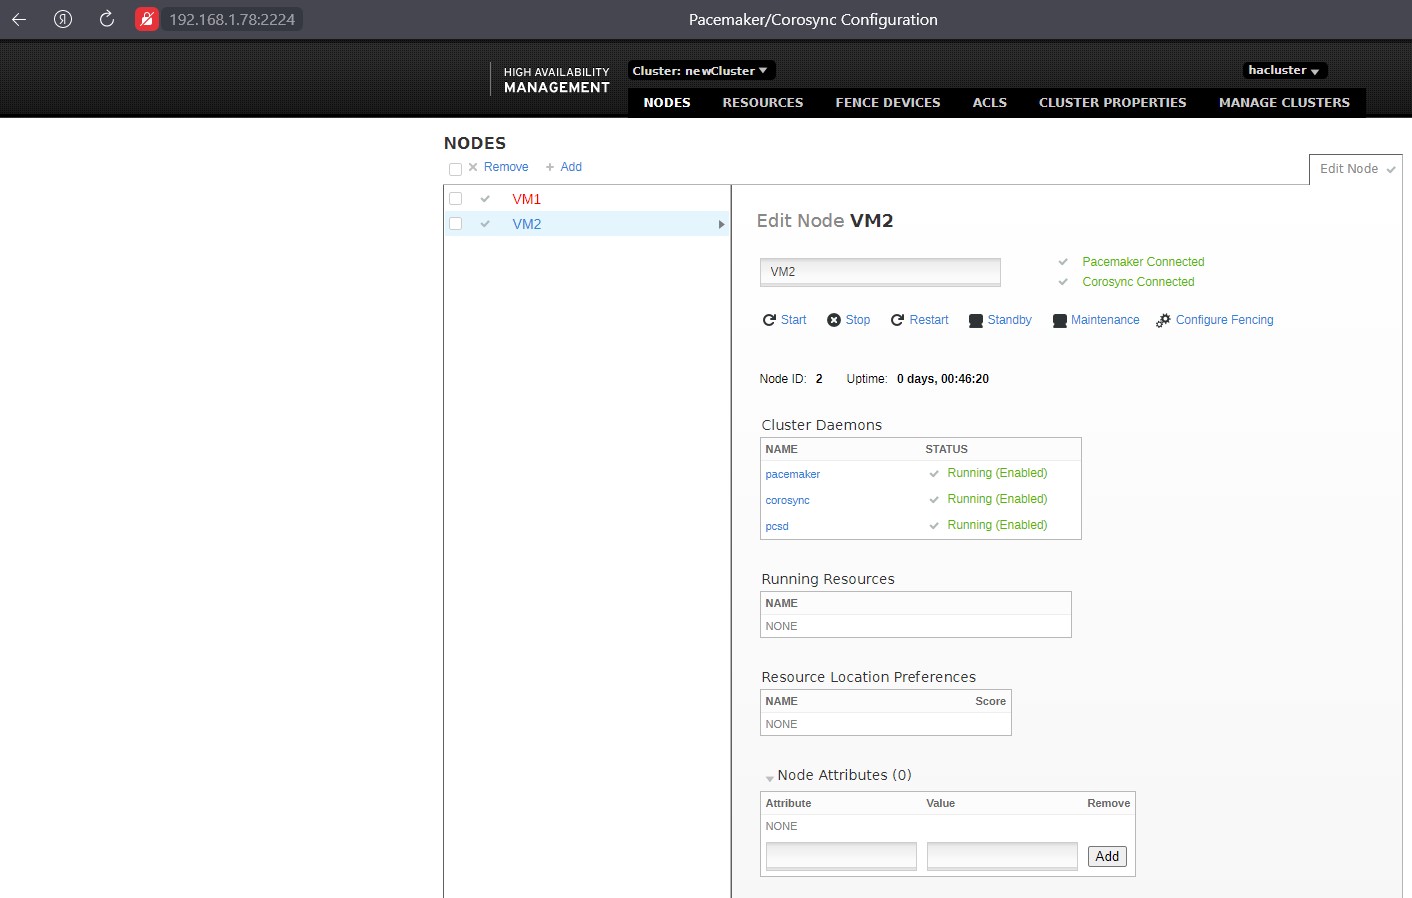 192.168.1.78:2224
Pacemaker/Corosync Configuration
HIGH AVAILABILITY
MANAGEMENT
Cluster: newCluster
hacluster
NODES RESOURCES FENCE DEVICES ACLS CLUSTER PROPERTIES MANAGE CLUSTERS
NODES
Remove Add
Edit Node
VM1
VM2
Edit Node VM2
VM2
Pacemaker Connected
Corosync Connected
Start Stop Restart Standby Maintenance Configure Fencing
Node ID: 2 Uptime: 0 days, 00:46:20
Cluster Daemons
NAME STATUS
pacemaker Running (Enabled)
corosync Running (Enabled)
pcsd Running (Enabled)
Running Resources
NAME
NONE
Resource Location Preferences
NAME Score
NONE
Node Attributes (0)
Attribute Value Remove
NONE
Add